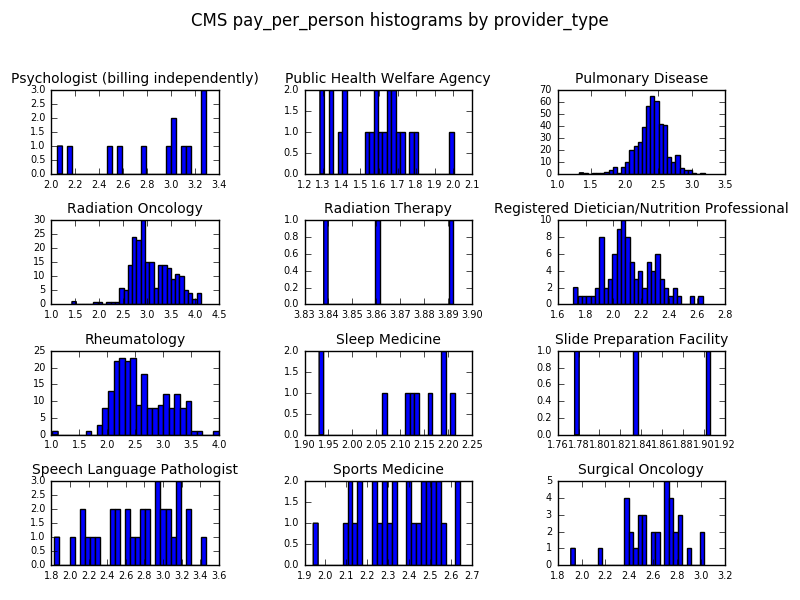 CMS pay_per_person histograms by provider_type
Psychologist (billing independently) Public Health Welfare Agency Pulmonary Disease
3.0 2.0 70
2.5 60
2.0 1.5 50
1.5 1.0 40
1.0 30
0.5 0.5 20
0.0 0.0 10
0
2.0 2.2 2.4 2.6 2.8 3.0 3.2 3.4 1.2 1.3 1.4 1.5 1.6 1.7 1.8 1.9 2.0 2.1 1.0 1.5 2.0 2.5 3.0 3.5
Radiation Oncology Radiation Therapy Registered Dietician/Nutrition Professional
30 1.0 10
25 0.8 8
20 0.6 6
15 0.4 4
10 0.2 2
5 0.0 0
0
1.0 1.5 2.0 2.5 3.0 3.5 4.0 4.5 3.83 3.84 3.85 3.86 3.87 3.88 3.89 3.90 1.6 1.8 2.0 2.2 2.4 2.6 2.8
Rheumatology Sleep Medicine Slide Preparation Facility
25 2.0 1.0
20 1.5 0.8
15 1.0 0.6
10 0.5 0.4
5 0.0 0.2
0 0.0
1.0 1.5 2.0 2.5 3.0 3.5 4.0 1.90 1.95 2.00 2.05 2.10 2.15 2.20 2.25 1.76 1.78 1.80 1.82 1.84 1.86 1.88 1.90 1.92
Speech Language Pathologist Sports Medicine Surgical Oncology
3.0 2.0 5
2.5 1.5 4
2.0 1.0 3
1.5 0.5 2
1.0 0.0 1
0.5 0
0.0
1.8 2.0 2.2 2.4 2.6 2.8 3.0 3.2 3.4 3.6 1.9 2.0 2.1 2.2 2.3 2.4 2.5 2.6 2.7 1.8 2.0 2.2 2.4 2.6 2.8 3.0 3.2